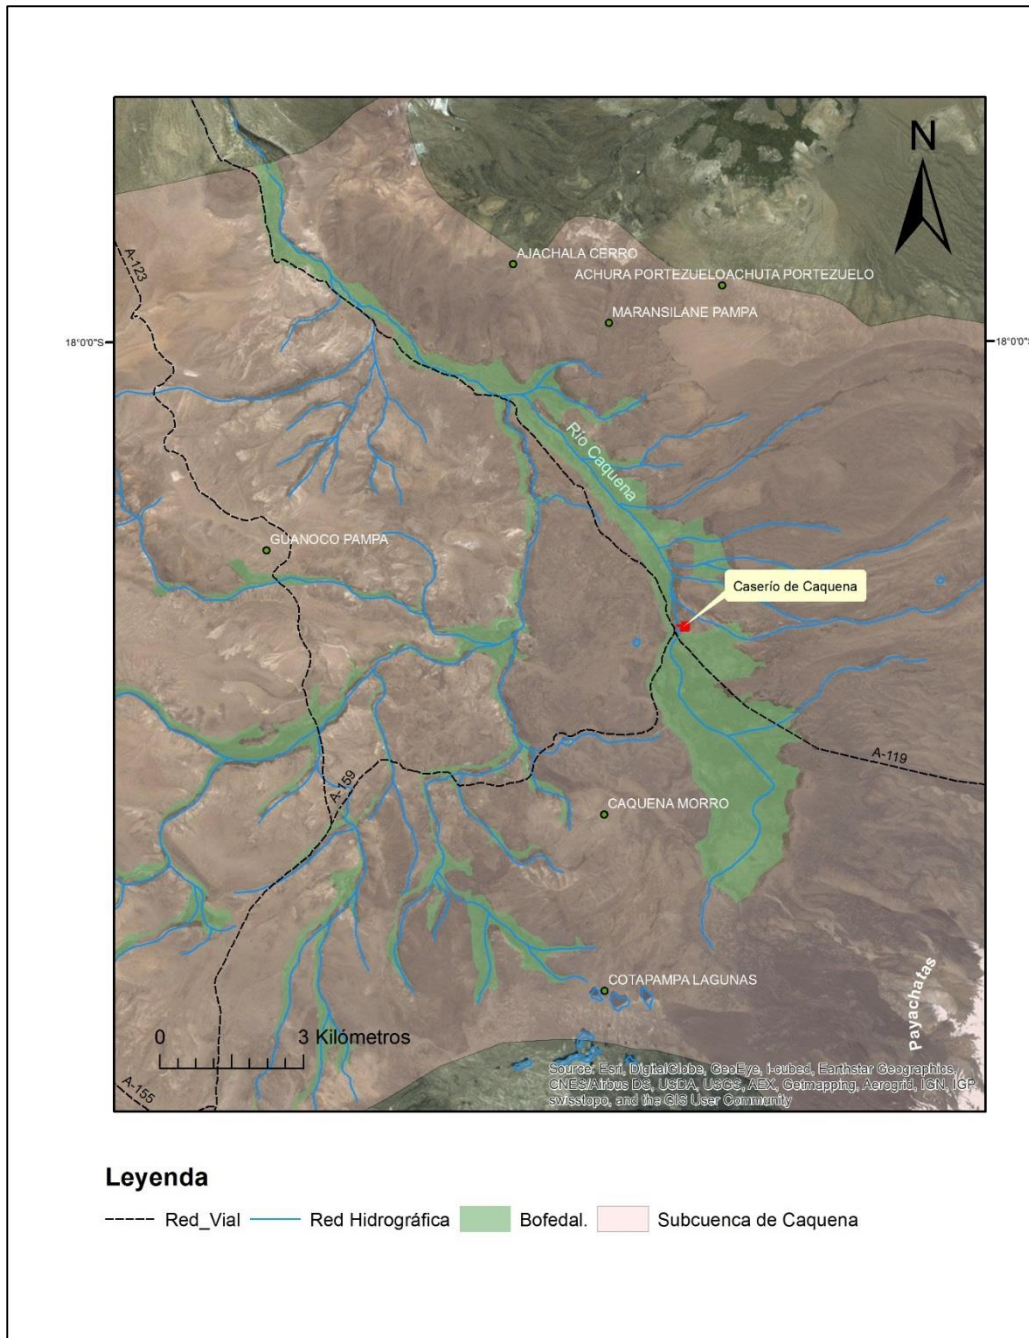 N
A-123
AJACHALA CERRO
ACHURA PORTEZUELOACHUTA PORTEZUELO
MARANSILANE PAMPA
18°0'0"S
18°0'0"S
Río Caquena
GUANOCO PAMPA
Caserío de Caquena
A-119
A-159
CAQUENA MORRO
COTAPAMPA LAGUNAS
Payachatas
0 3 Kilómetros
A-155
Source: Esri, DigitalGlobe, GeoEye, i-cubed, Earthstar Geographics,
CNES/Airbus DS, USDA, USGS, AEX, Getmapping, Aerogrid, IGN, IGP,
swisstopo, and the GIS User Community
Leyenda
Red_Vial Red Hidrográfica Bofedal. Subcuenca de Caquena